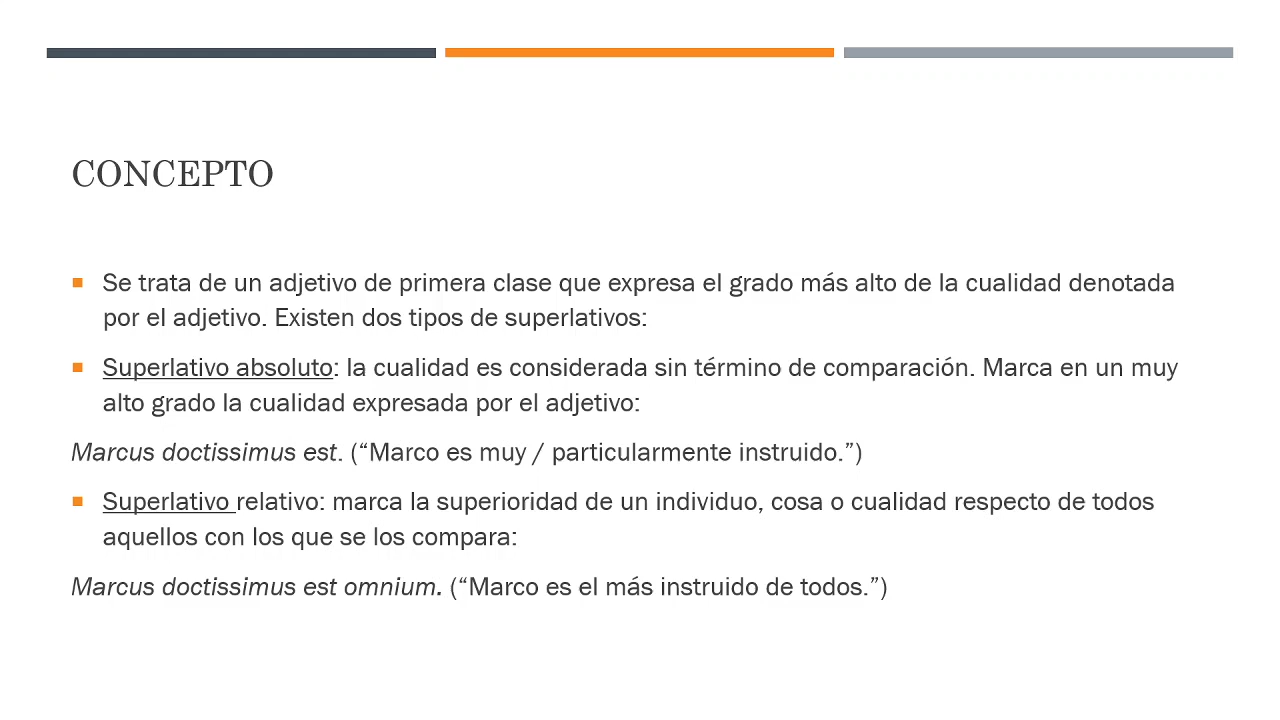 CONCEPTO
Se trata de un adjetivo de primera clase que expresa el grado más alto de la cualidad denotada
por el adjetivo. Existen dos tipos de superlativos:
Superlativo absoluto: la cualidad es considerada sin término de comparación. Marca en un muy
alto grado la cualidad expresada por el adjetivo:
Marcus doctissimus est. (“Marco es muy / particularmente instruido.”)
Superlativo relativo: marca la superioridad de un individuo, cosa o cualidad respecto de todos
aquellos con los que se los compara:
Marcus doctissimus est omnium. (“Marco es el más instruido de todos.”)